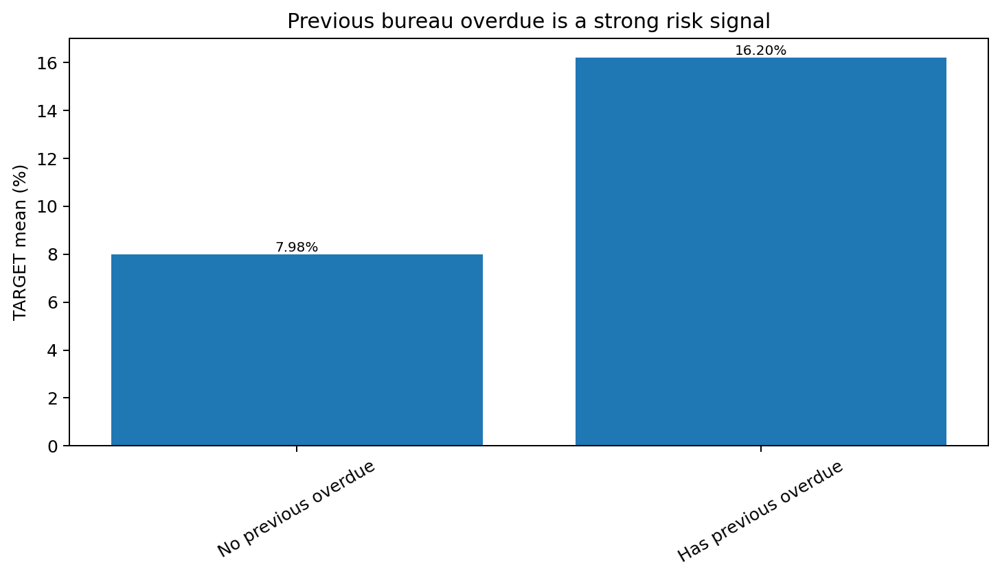 Previous bureau overdue is a strong risk signal
TARGET mean (%)
16
14
12
10
8
6
4
2
0
7.98%
16.20%
No previous overdue
Has previous overdue